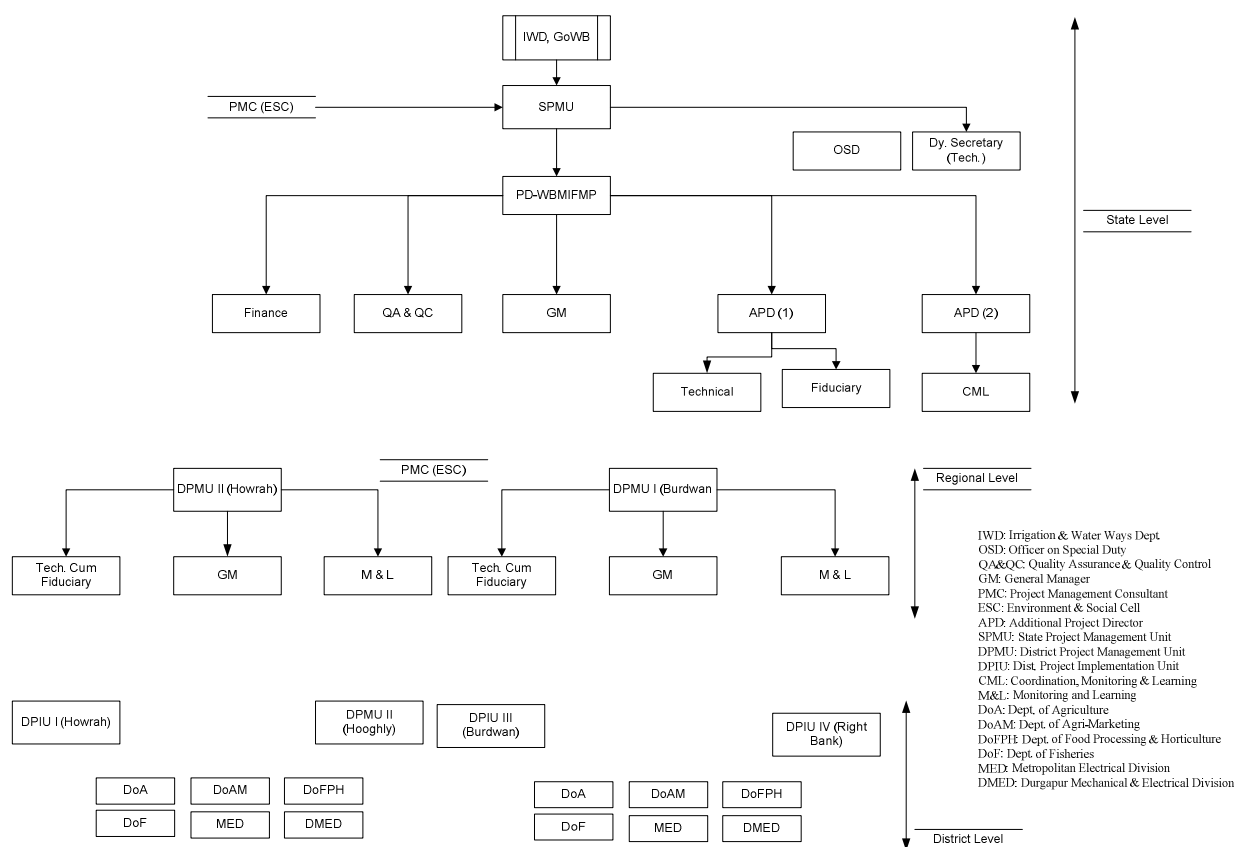 IWD, GoWB
PMC (ESC)
SPMU
OSD
Dy. Secretary
(Tech.)
PD-WBMIFMP
State Level
Finance
QA & QC
GM
APD (1)
APD (2)
Technical
Fiduciary
CML
DPMU II (Howrah)
PMC (ESC)
DPMU I (Burdwan
Regional Level
Tech. Cum
Fiduciary
GM
M & L
Tech. Cum
Fiduciary
GM
M & L
IWD: Irrigation & Water Ways Dept.
OSD: Officer on Special Duty
QA&QC: Quality Assurance & Quality Control
GM: General Manager
PMC: Project Management Consultant
ESC: Environment & Social Cell
APD: Additional Project Director
SPMU: State Project Management Unit
DPMU: District Project Management Unit
DPIU: Dist. Project Implementation Unit
CML: Coordination, Monitoring & Learning
M&L: Monitoring and Learning
DoA: Dept. of Agriculture
DoAM: Dept. of Agri-Marketing
DoFPH: Dept. of Food Processing & Horticulture
DoF: Dept. of Fisheries
MED: Metropolitan Electrical Division
DMED: Durgapur Mechanical & Electrical Division
DPIU I (Howrah)
DPMU II
(Hooghly)
DPIU III
(Burdwan)
DPIU IV (Right
Bank)
DoA
DoAM
DoFPH
DoA
DoAM
DoFPH
DoF
MED
DMED
DoF
MED
DMED
District Level